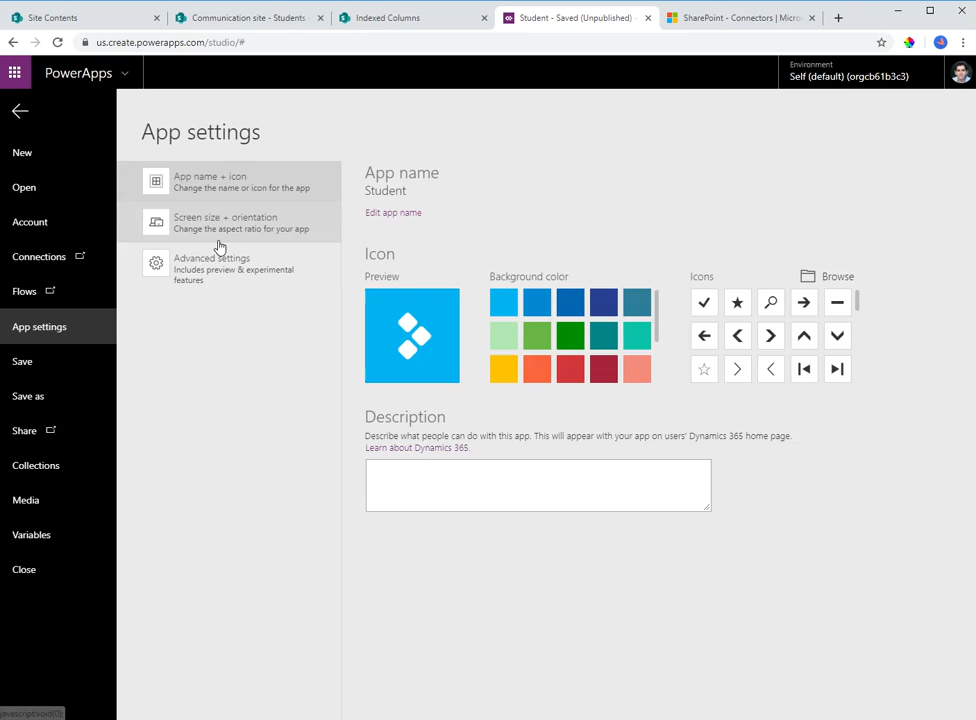 Site Contents
Communication site - Students -
Indexed Columns
Student - Saved (Unpublished) -
SharePoint - Connectors | Micro
us.create.powerapps.com/studio/#
PowerApps
Environment
Self (default) (orgcb61b3c3)
New
Open
Account
Connections
Flows
App settings
Save
Save as
Share
Collections
Media
Variables
Close
App settings
App name + icon
Change the name or icon for the app
Screen size + orientation
Change the aspect ratio for your app
Advanced settings
Includes preview & experimental
features
App name
Student
Edit app name
Icon
Preview
Background color
Icons
Browse
Description
Describe what people can do with this app. This will appear with your app on users' Dynamics 365 home page.
Learn about Dynamics 365.
javascript:void(0);